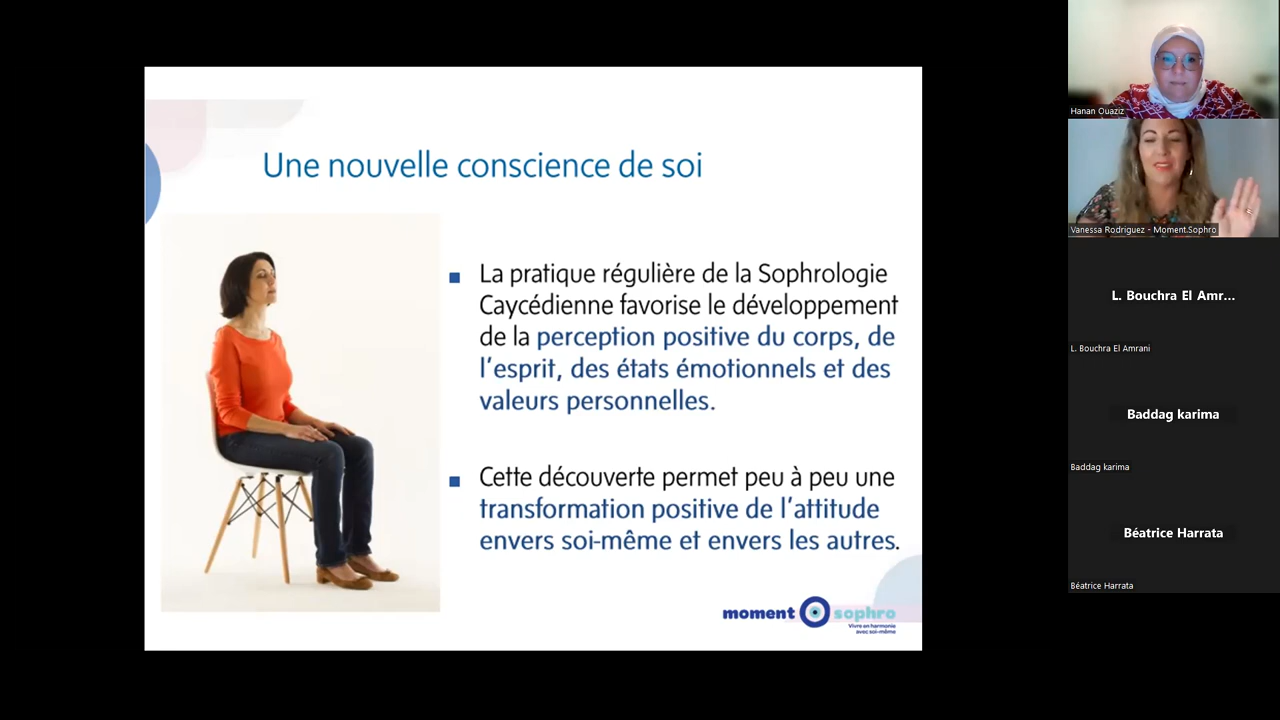 Une nouvelle conscience de soi
La pratique régulière de la Sophrologie
Caycédienne favorise le développement
de la perception positive du corps, de
l'esprit, des états émotionnels et des
valeurs personnelles.
Cette découverte permet peu à peu une
transformation positive de l'attitude
envers soi-même et envers les autres.
moment sophro
Vivre en harmonie
avec soi-même
Hanan Ouaziz
Vanessa Rodriguez - Moment.Sophro
L. Bouchra El Amr...
L. Bouchra El Amrani
Baddag karima
Baddag karima
Béatrice Harrata
Béatrice Harrata